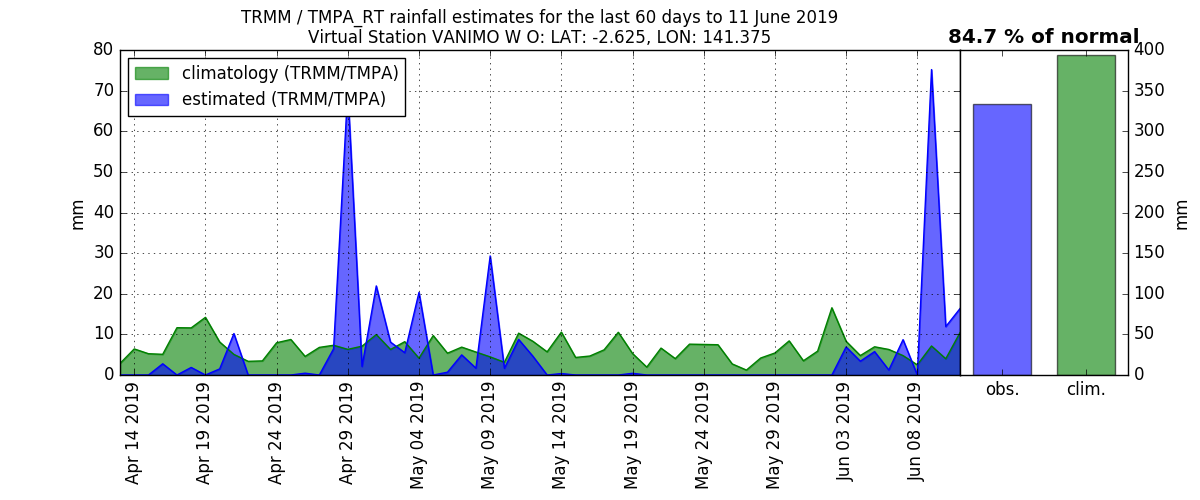 TRMM / TMPA_RT rainfall estimates for the last 60 days to 11 June 2019
Virtual Station VANIMO W O: LAT: -2.625, LON: 141.375
84.7 % of normal
climatology (TRMM/TMPA)
estimated (TRMM/TMPA)
80
70
60
50
40
30
20
10
0
mm
Apr 14 2019
Apr 19 2019
Apr 24 2019
Apr 29 2019
May 04 2019
May 09 2019
May 14 2019
May 19 2019
May 24 2019
May 29 2019
Jun 03 2019
Jun 08 2019
obs.
clim.
400
350
300
250
200
150
100
50
0
mm